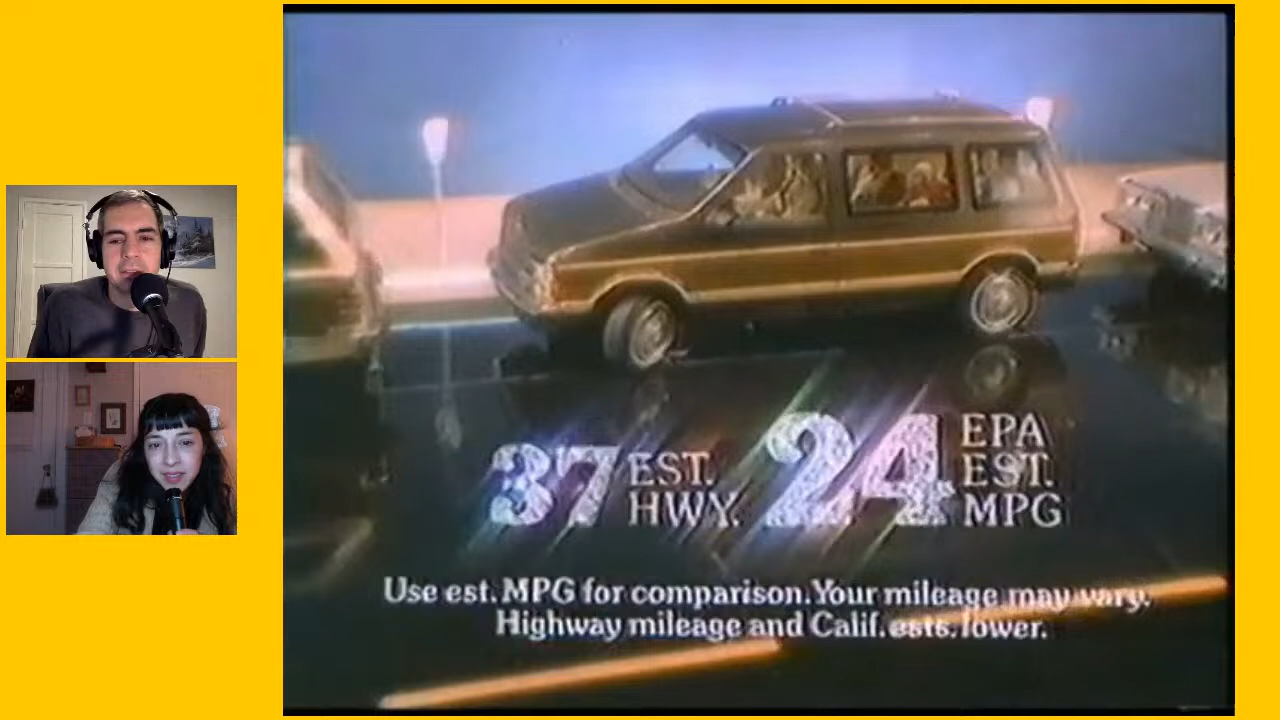 37 EST. HWY. 24* EPA EST. MPG
Use est. MPG for comparison. Your mileage may vary.
Highway mileage and Calif. ests. lower.